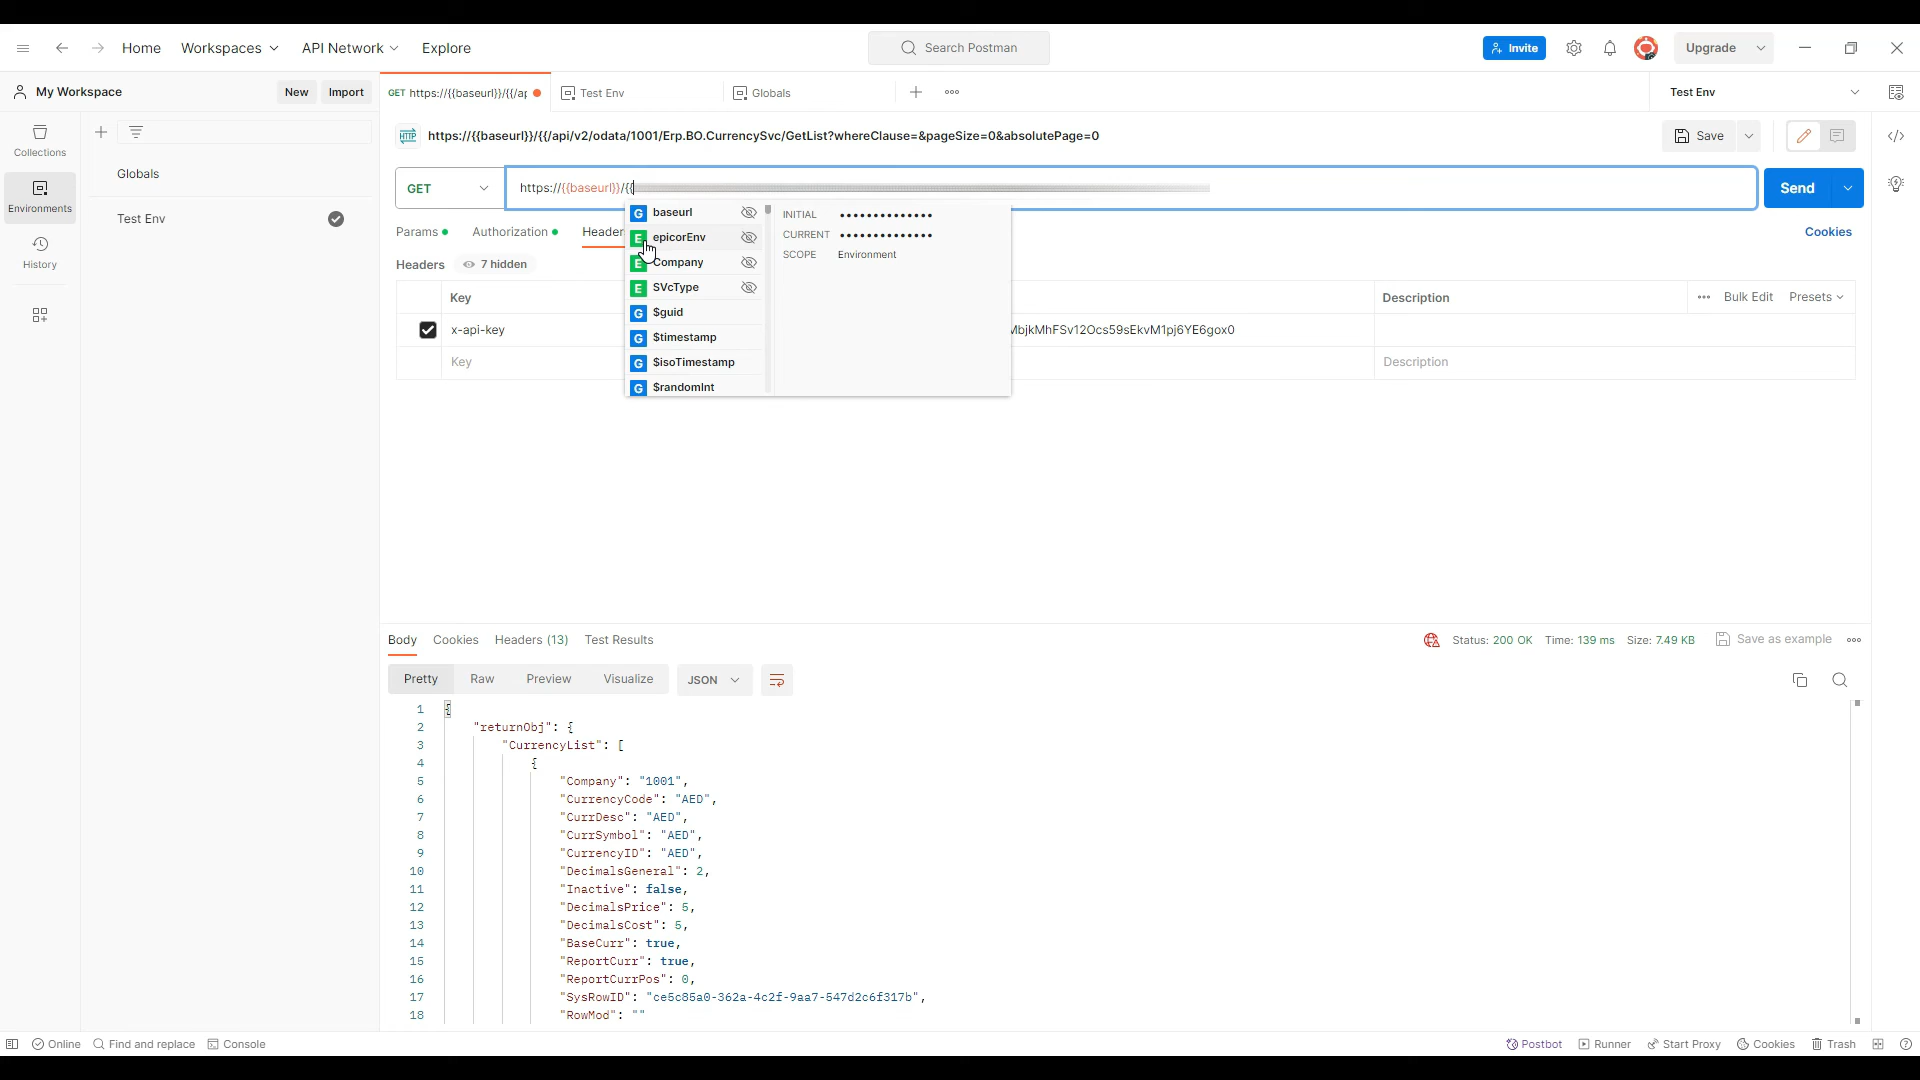 Home Workspaces API Network Explore Search Postman Invite Upgrade
My Workspace New Import GET https://{{baseurl}}/{{/ap Test Env Globals Test Env
https://{{baseurl}}/{{/api/v2/odata/1001/Erp.BO.CurrencySvc/GetList?whereClause=&pageSize=0&absolutePage=0 Save
Collections
Globals
GET https://{{baseurl}}/{{ Send
Environments
Test Env
G baseurl INITIAL ••••••••••••••
Params Authorization Header E epicorEnv CURRENT •••••••••••••• Cookies
SCOPE Environment
History
Headers 7 hidden E Company
E SVcType
Key Description Bulk Edit Presets
G $guid
x-api-key MbjkMhFSv12Ocs59sEkvM1pj6YE6gox0
G $timestamp
Key G $isoTimestamp Description
G $randomInt
Body Cookies Headers (13) Test Results Status: 200 OK Time: 139 ms Size: 7.49 KB Save as example
Pretty Raw Preview Visualize JSON
1 {
2 "returnObj": {
3 "CurrencyList": [
4 {
5 "Company": "1001",
6 "CurrencyCode": "AED",
7 "CurrDesc": "AED",
8 "CurrSymbol": "AED",
9 "CurrencyID": "AED",
10 "DecimalsGeneral": 2,
11 "Inactive": false,
12 "DecimalsPrice": 5,
13 "DecimalsCost": 5,
14 "BaseCurr": true,
15 "ReportCurr": true,
16 "ReportCurrPos": 0,
17 "SysRowID": "ce5c85a0-362a-4c2f-9aa7-547d2c6f317b",
18 "RowMod": ""
Online Find and replace Console Postbot Runner Start Proxy Cookies Trash